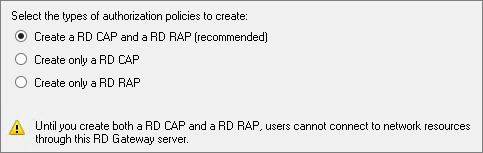 Select the types of authorization policies to create:
Create a RD CAP and a RD RAP (recommended)
Create only a RD CAP
Create only a RD RAP
Until you create both a RD CAP and a RD RAP, users cannot connect to network resources
through this RD Gateway server.